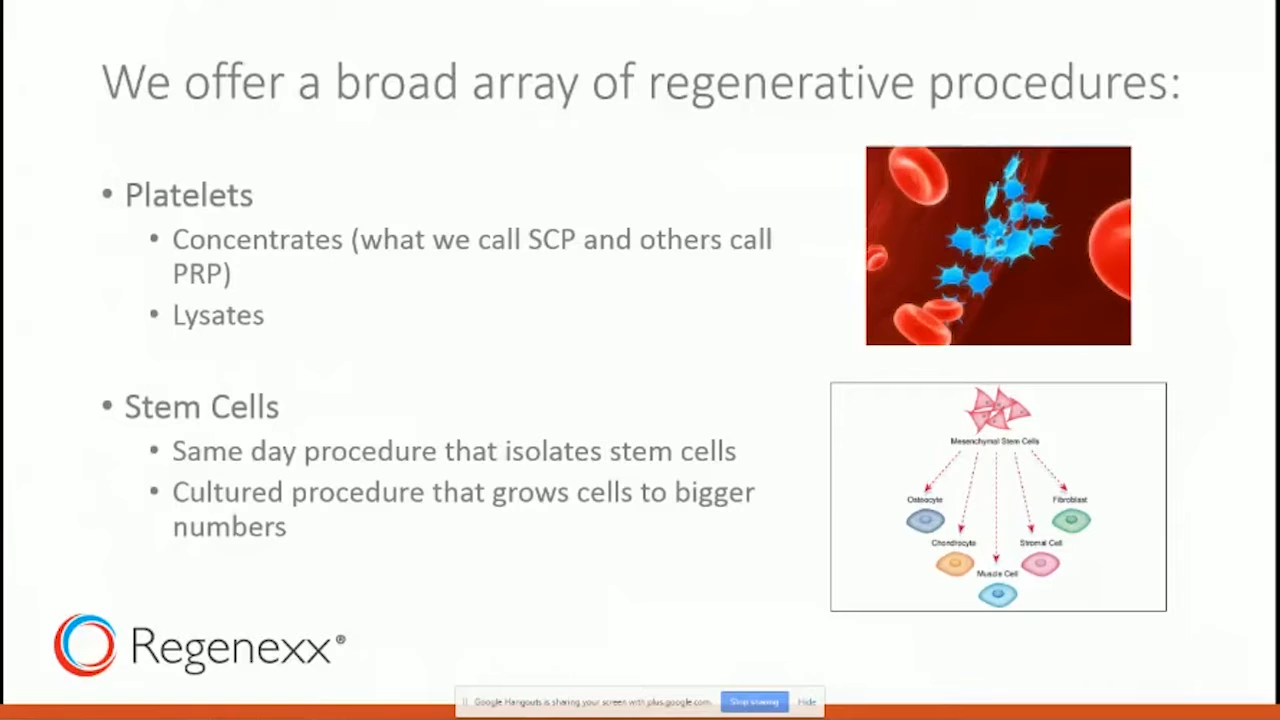 We offer a broad array of regenerative procedures:
• Platelets
• Concentrates (what we call SCP and others call
PRP)
• Lysates
• Stem Cells
• Same day procedure that isolates stem cells
• Cultured procedure that grows cells to bigger
numbers
Mesenchymal Stem Cells
Osteocyte
Fibroblast
Chondrocyte
Stromal Cell
Muscle Cell
Regenexx®
Google Hangouts is sharing your screen with plus.google.com.
Stop sharing
Hide